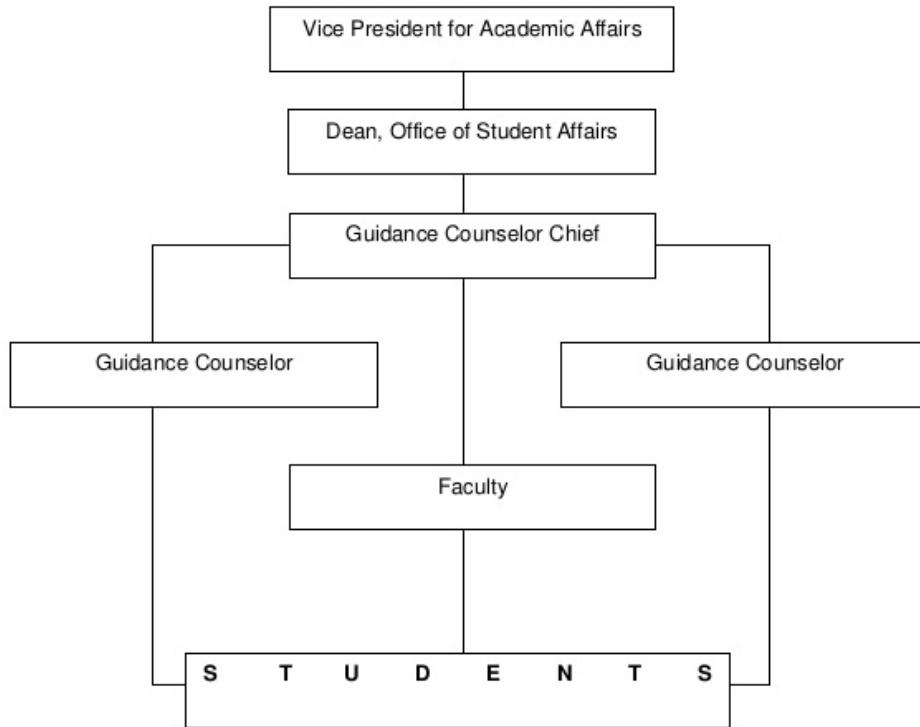 Vice President for Academic Affairs
Dean, Office of Student Affairs
Guidance Counselor Chief
Guidance Counselor
Guidance Counselor
Faculty
S T U D E N T S